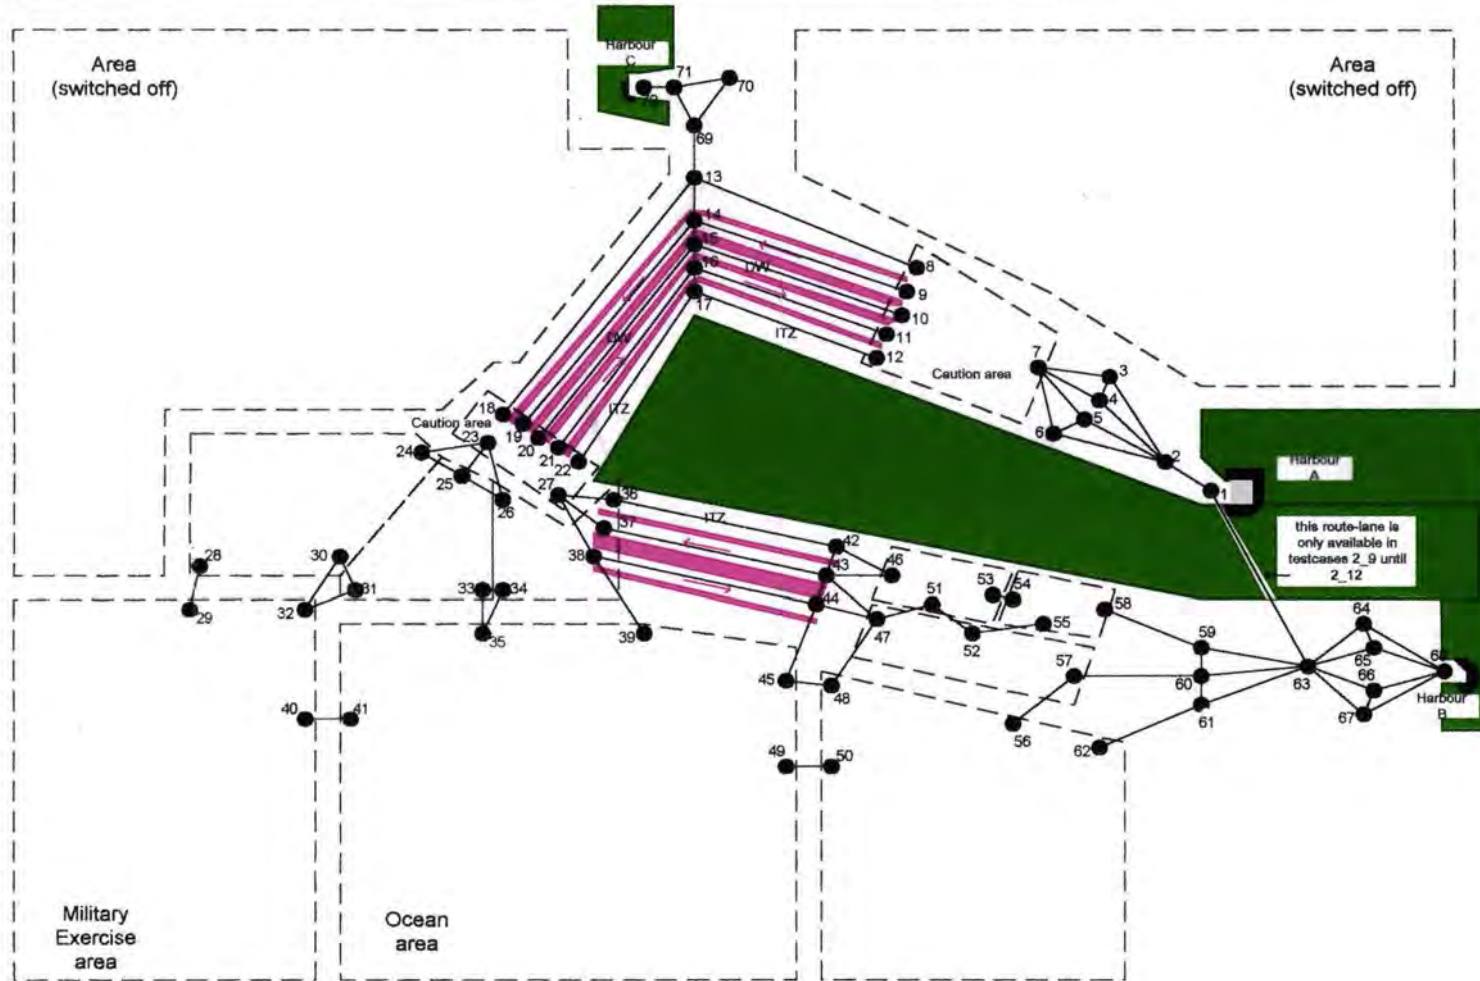 Harbour
C
Area
(switched off)
Area
(switched off)
71
70
72
69
13
14
15
16
DW
17
8
9
10
11
12
ITZ
DW
ITZ
Caution area
7
3
4
5
6
2
1
Harbour
A
this route-lane is
only available in
testcases 2_9 until
2_12
18
Caution area
19
20
21
22
23
24
25
26
27
36
37
ITZ
38
42
43
44
46
28
29
30
31
32
33
34
35
39
45
47
48
51
52
53
54
55
58
57
56
59
60
61
62
63
64
65
66
67
68
Harbour
B
40
41
49
50
Military
Exercise
area
Ocean
area